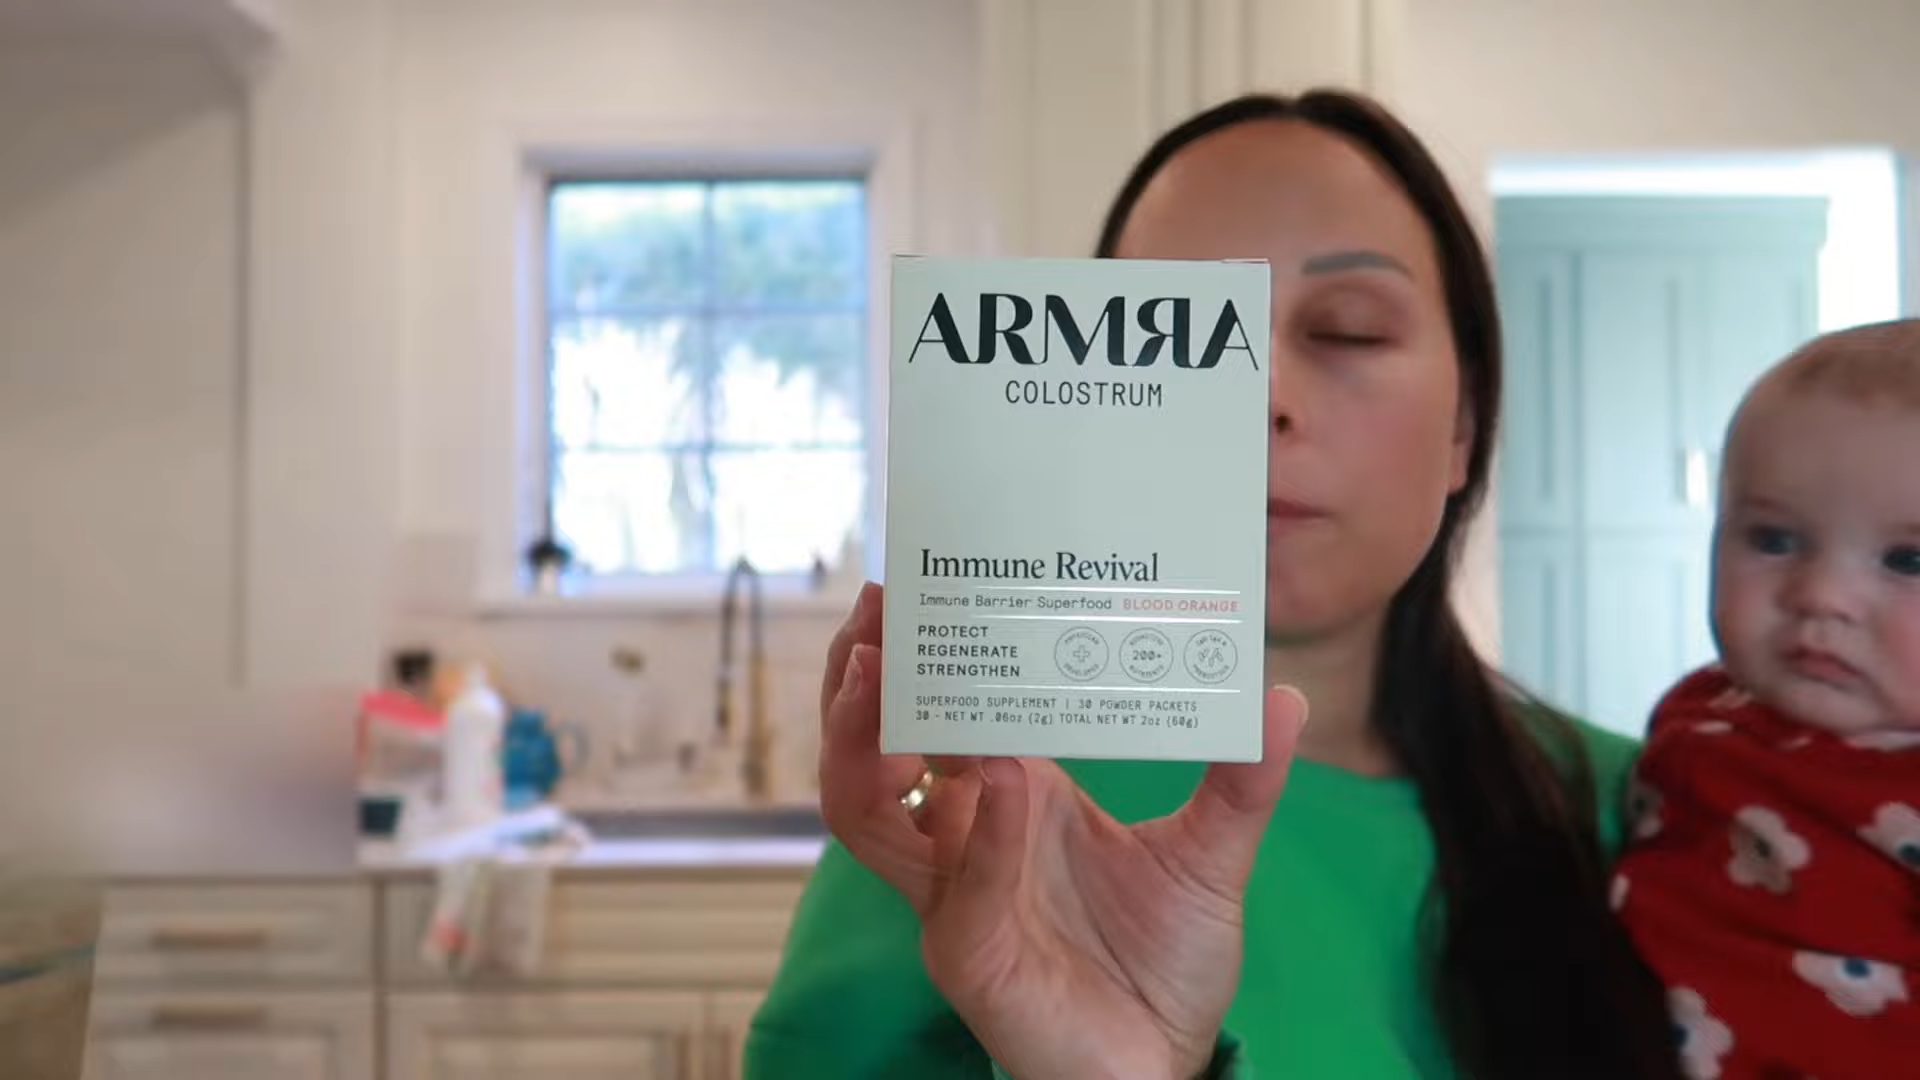 ARMЯA
COLOSTRUM
Immune Revival
Immune Barrier Superfood BLOOD ORANGE
PROTECT
REGENERATE
STRENGTHEN
200+
SUPERFOOD SUPPLEMENT | 30 POWDER PACKETS
30 - NET WT .06oz (2g) TOTAL NET WT 2oz (60g)